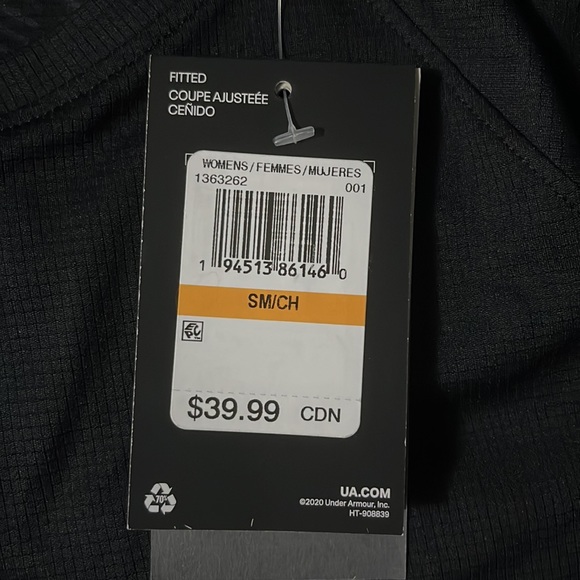 FITTED
COUPE AJUSTEÉE
CEÑIDO
WOMENS/FEMMES/MUJERES
1363262 001
1 94513 86146 0
SM/CH
$39.99 CDN
70%
UA.COM
©2020 Under Armour, Inc.
HT-908839